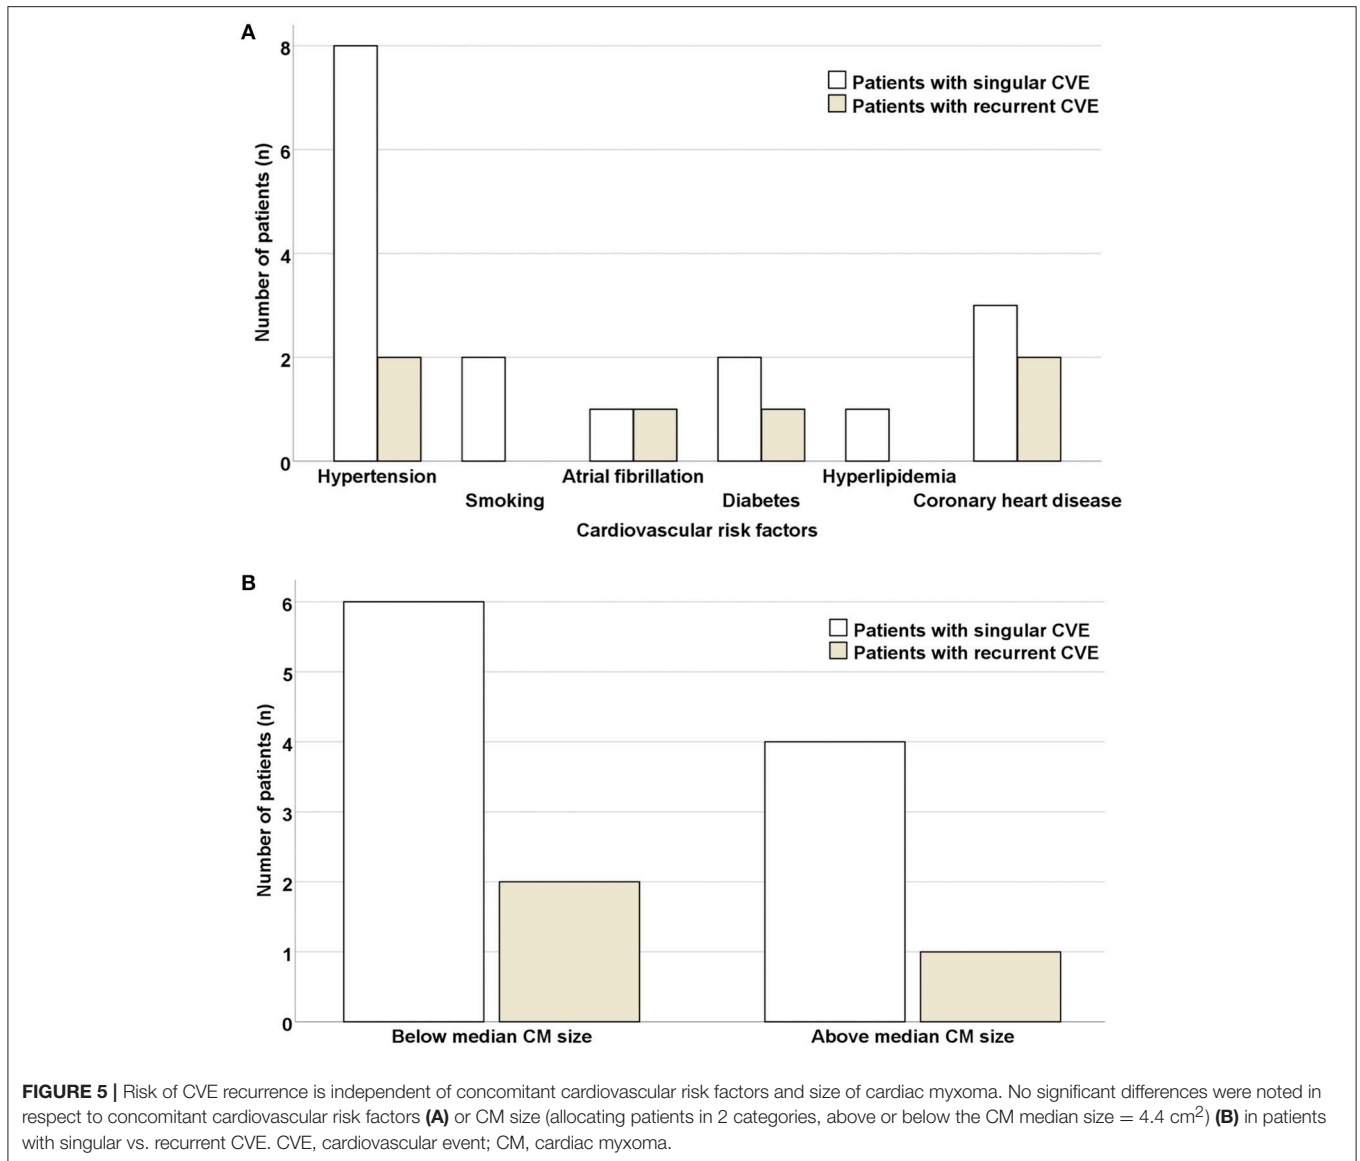 A
8
6
4
2
0
Number of patients (n)
Patients with singular CVE
Patients with recurrent CVE
Hypertension
Smoking
Atrial fibrillation
Diabetes
Hyperlipidemia
Coronary heart disease
Cardiovascular risk factors
B
6
5
4
3
2
1
0
Number of patients (n)
Patients with singular CVE
Patients with recurrent CVE
Below median CM size
Above median CM size
FIGURE 5 | Risk of CVE recurrence is independent of concomitant cardiovascular risk factors and size of cardiac myxoma. No significant differences were noted in
respect to concomitant cardiovascular risk factors (A) or CM size (allocating patients in 2 categories, above or below the CM median size = 4.4 cm²) (B) in patients
with singular vs. recurrent CVE. CVE, cardiovascular event; CM, cardiac myxoma.